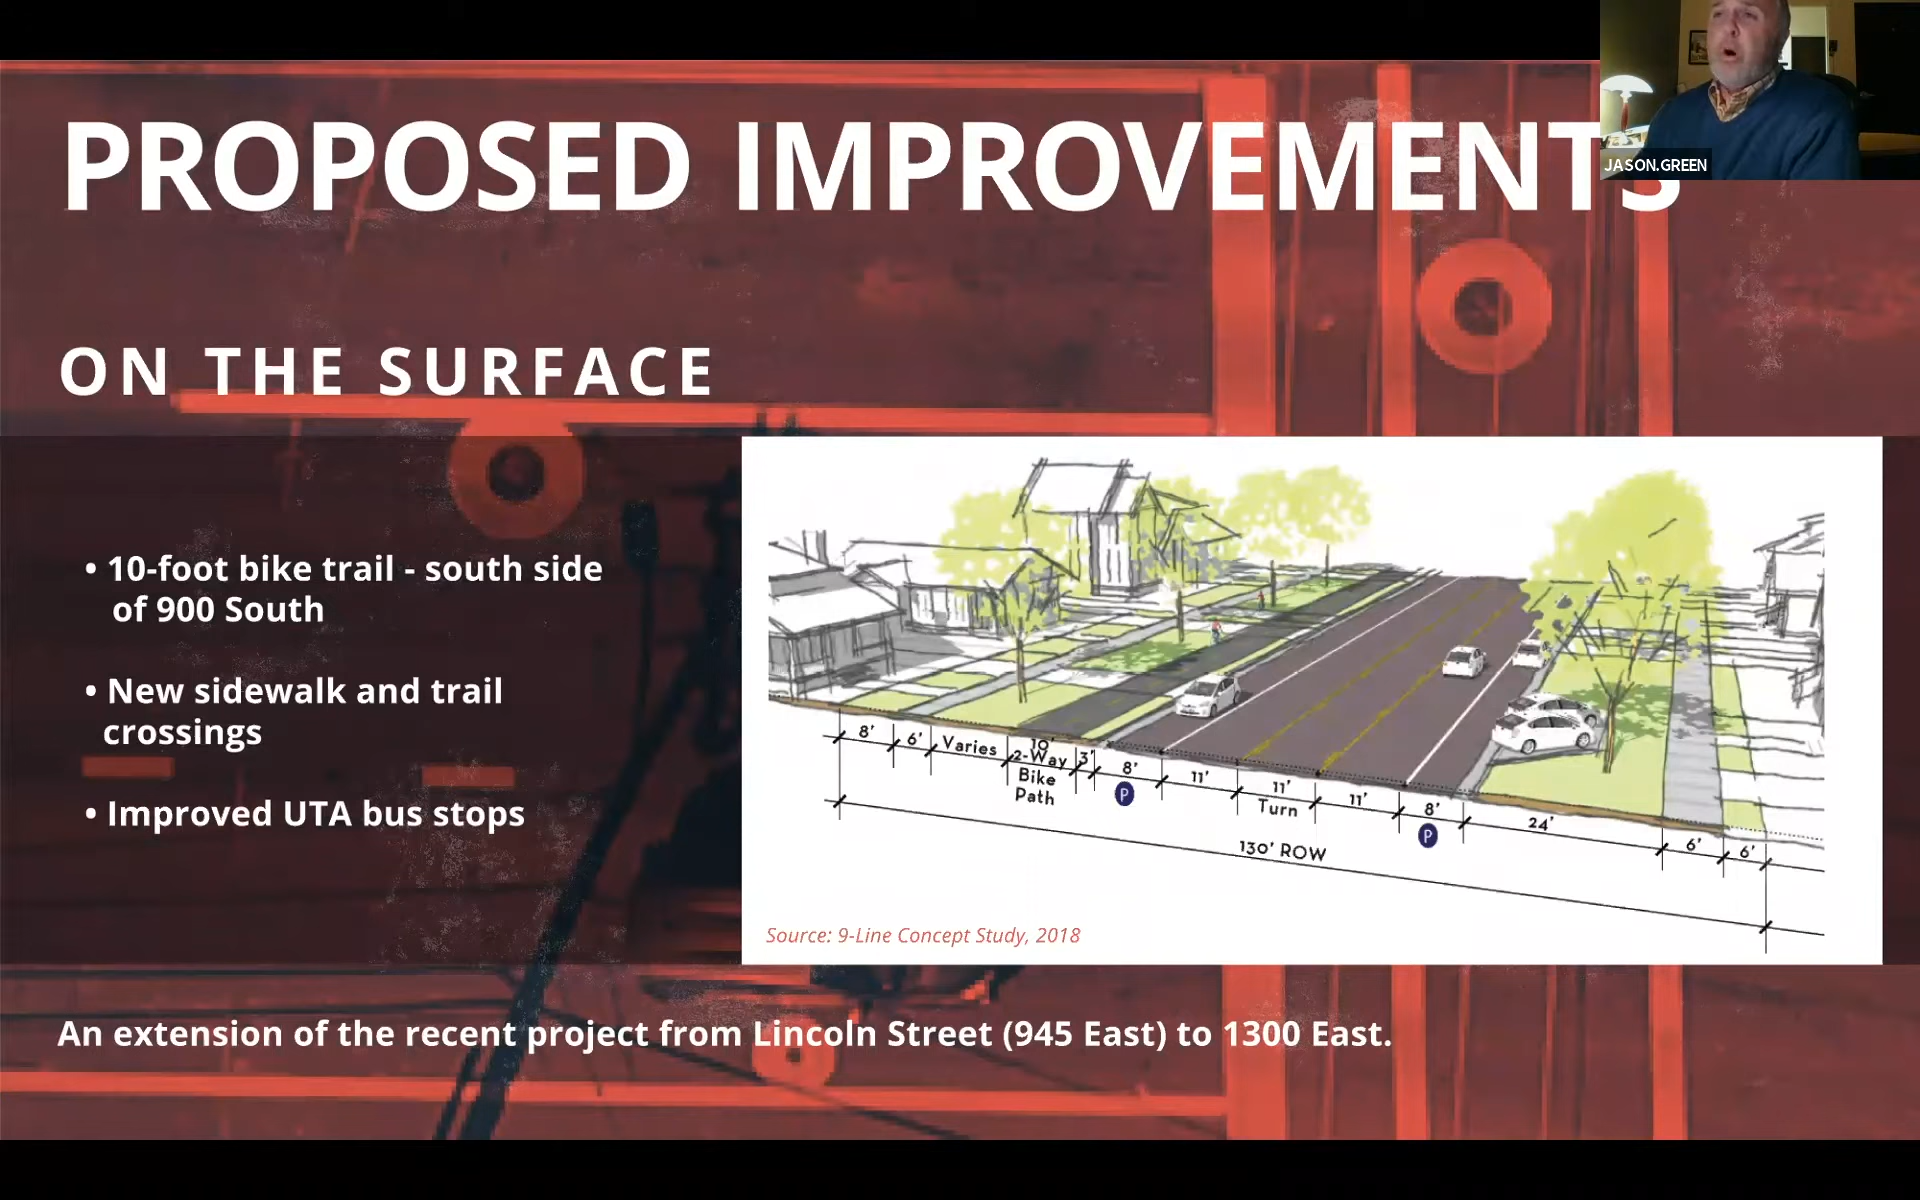 JASON.GREEN
PROPOSED IMPROVEMENTS
ON THE SURFACE
• 10-foot bike trail - south side
of 900 South
• New sidewalk and trail
crossings
• Improved UTA bus stops
8' 6' Varies 10' 3' 8' 11' 11' 11' 8' 24' 6' 6'
2-Way
Bike
Path
P
Turn
P
130' ROW
Source: 9-Line Concept Study, 2018
An extension of the recent project from Lincoln Street (945 East) to 1300 East.